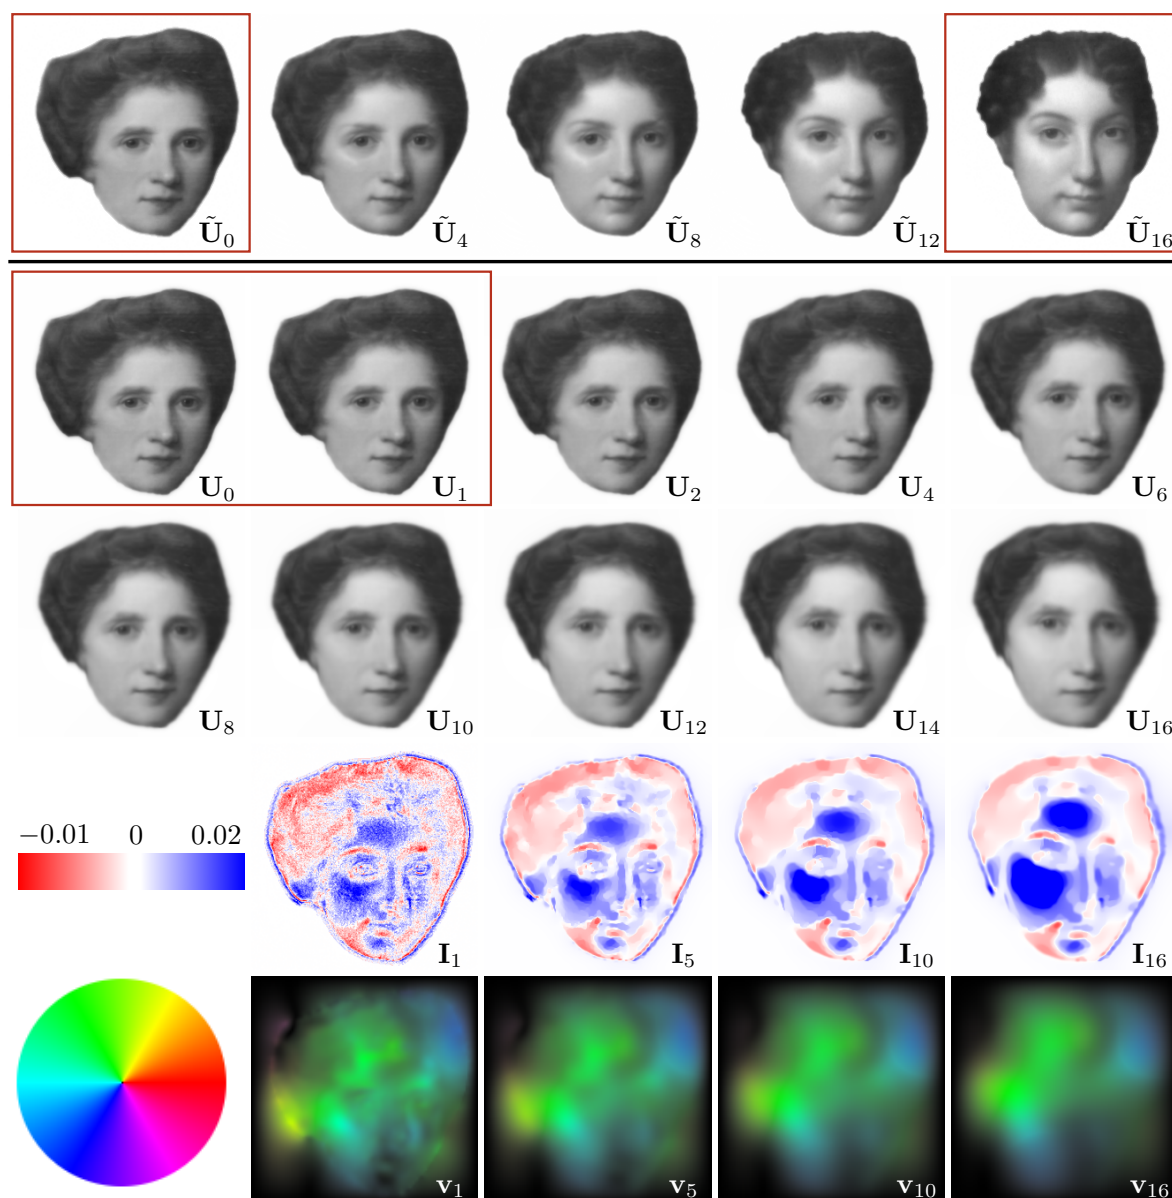 Ũ₀ Ũ₄ Ũ₈ Ũ₁₂ Ũ₁₆
U₀ U₁ U₂ U₄ U₆
U₈ U₁₀ U₁₂ U₁₄ U₁₆
−0.01 0 0.02
I₁ I₅ I₁₀ I₁₆
v₁ v₅ v₁₀ v₁₆